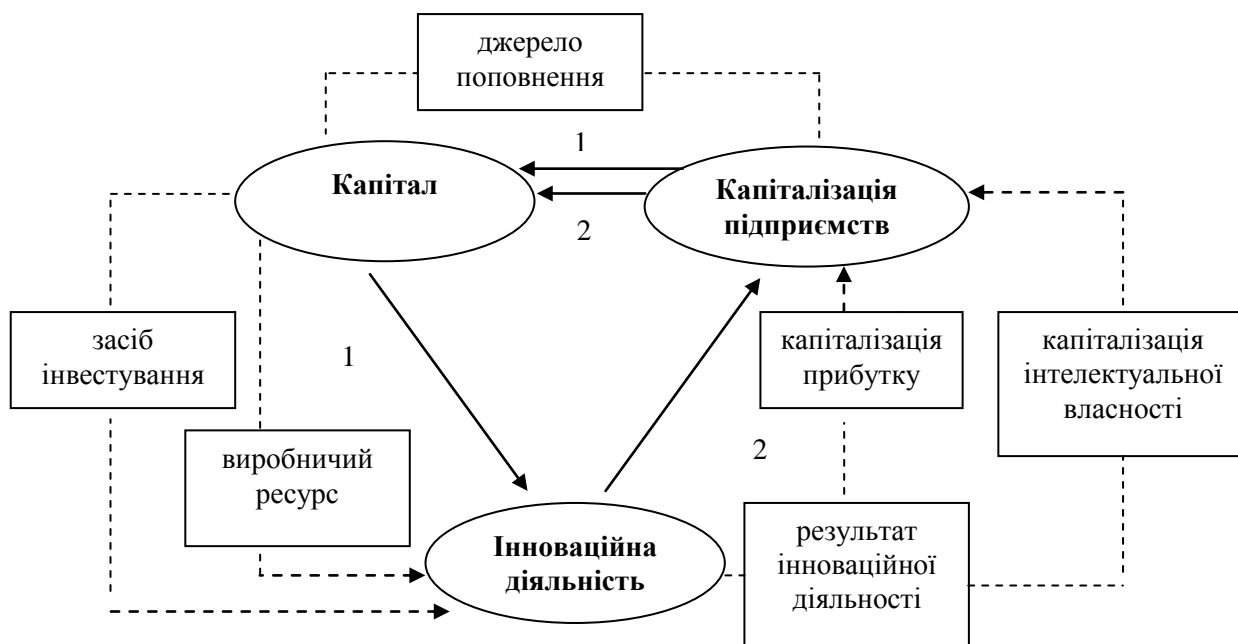 джерело
поповнення
1
Капітал
Капіталізація
підприємств
2
засіб
інвестування
1
капіталізація
прибутку
капіталізація
інтелектуальної
власності
виробничий
ресурс
2
Інноваційна
діяльність
результат
інноваційної
діяльності